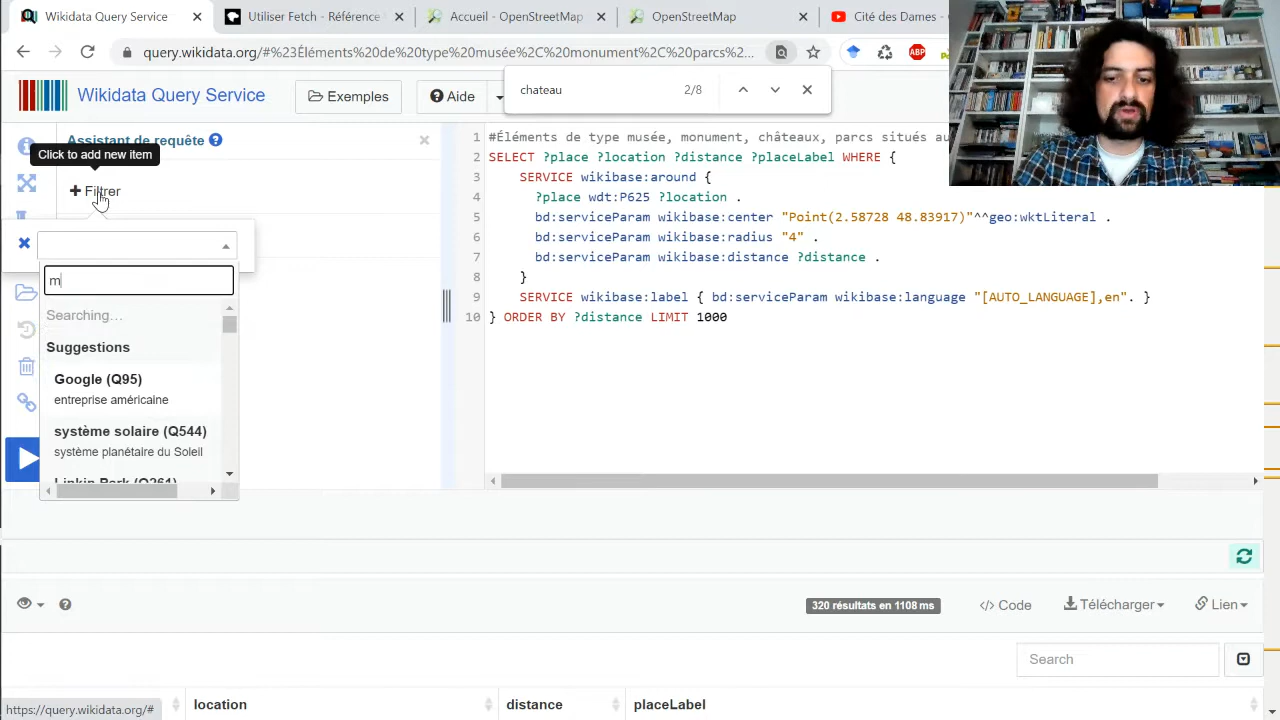 Wikidata Query Service
Utiliser Fetch - Référence
OpenStreetMap
Cité des Dames -
query.wikidata.org/#%23Éléments%20de%20type%20musée%2C%20monument%2C%20parcs%2...
ABP
chateau
2/8
Wikidata Query Service
Exemples
Aide
Assistant de requête
Click to add new item
Filtrer
m
Searching…
Suggestions
Google (Q95)
entreprise américaine
système solaire (Q544)
système planétaire du Soleil
Linkin Park (Q261)
1 #Éléments de type musée, monument, châteaux, parcs situés au
2 SELECT ?place ?location ?distance ?placeLabel WHERE {
3 SERVICE wikibase:around {
4 ?place wdt:P625 ?location .
5 bd:serviceParam wikibase:center "Point(2.58728 48.83917)"^^geo:wktLiteral .
6 bd:serviceParam wikibase:radius "4" .
7 bd:serviceParam wikibase:distance ?distance .
8 }
9 SERVICE wikibase:label { bd:serviceParam wikibase:language "[AUTO_LANGUAGE],en". }
10 } ORDER BY ?distance LIMIT 1000
320 résultats en 1108 ms
</> Code
Télécharger
Lien
Search
location
distance
placeLabel
https://query.wikidata.org/#